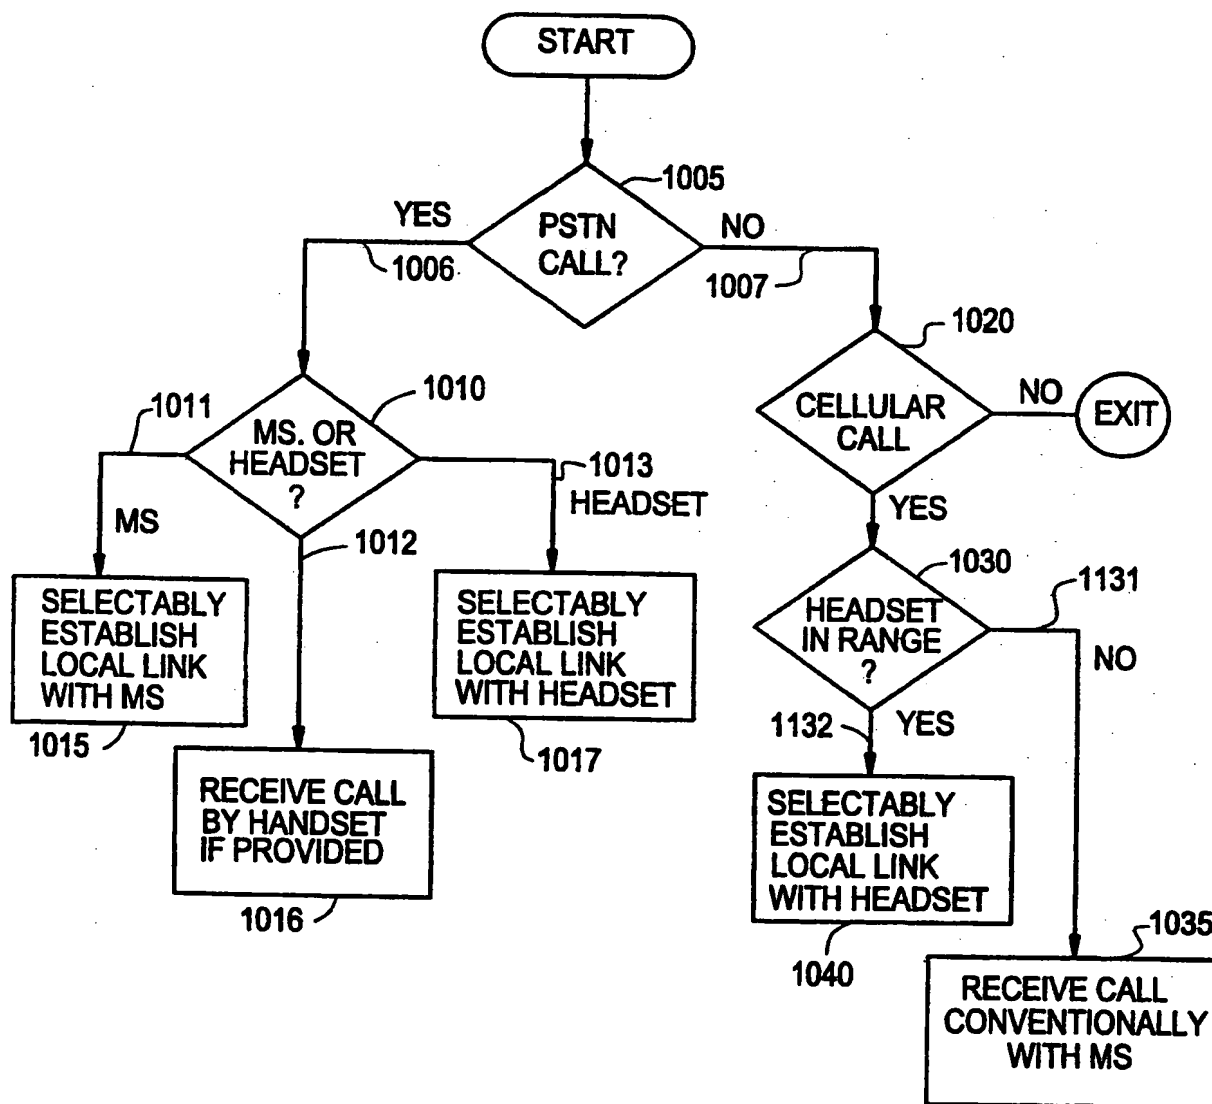 START
1005
YES
PSTN
CALL?
NO
1006
1007
1020
1011
1010
MS. OR
HEADSET
?
1013
HEADSET
CELLULAR
CALL
NO
EXIT
MS
1012
YES
1030
1131
SELECTABLY
ESTABLISH
LOCAL LINK
WITH MS
SELECTABLY
ESTABLISH
LOCAL LINK
WITH HEADSET
HEADSET
IN RANGE
?
NO
1015
1017
1132
YES
RECEIVE CALL
BY HANDSET
IF PROVIDED
SELECTABLY
ESTABLISH
LOCAL LINK
WITH HEADSET
1016
1040
1035
RECEIVE CALL
CONVENTIONALLY
WITH MS